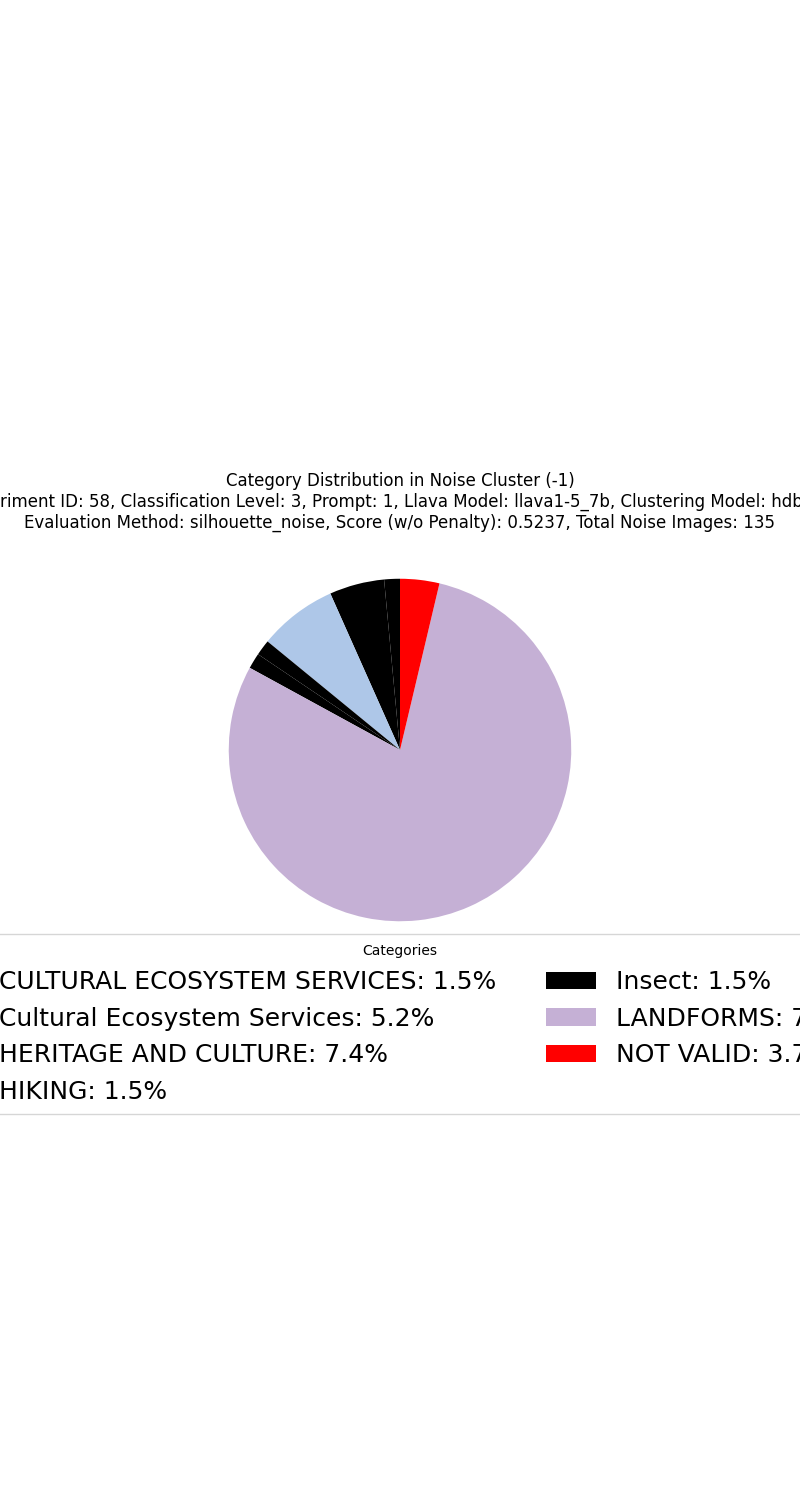 Category Distribution in Noise Cluster (-1)
riment ID: 58, Classification Level: 3, Prompt: 1, Llava Model: llava1-5_7b, Clustering Model: hdb
Evaluation Method: silhouette_noise, Score (w/o Penalty): 0.5237, Total Noise Images: 135
Categories
CULTURAL ECOSYSTEM SERVICES: 1.5%
Cultural Ecosystem Services: 5.2%
HERITAGE AND CULTURE: 7.4%
HIKING: 1.5%
Insect: 1.5%
LANDFORMS: 7
NOT VALID: 3.7